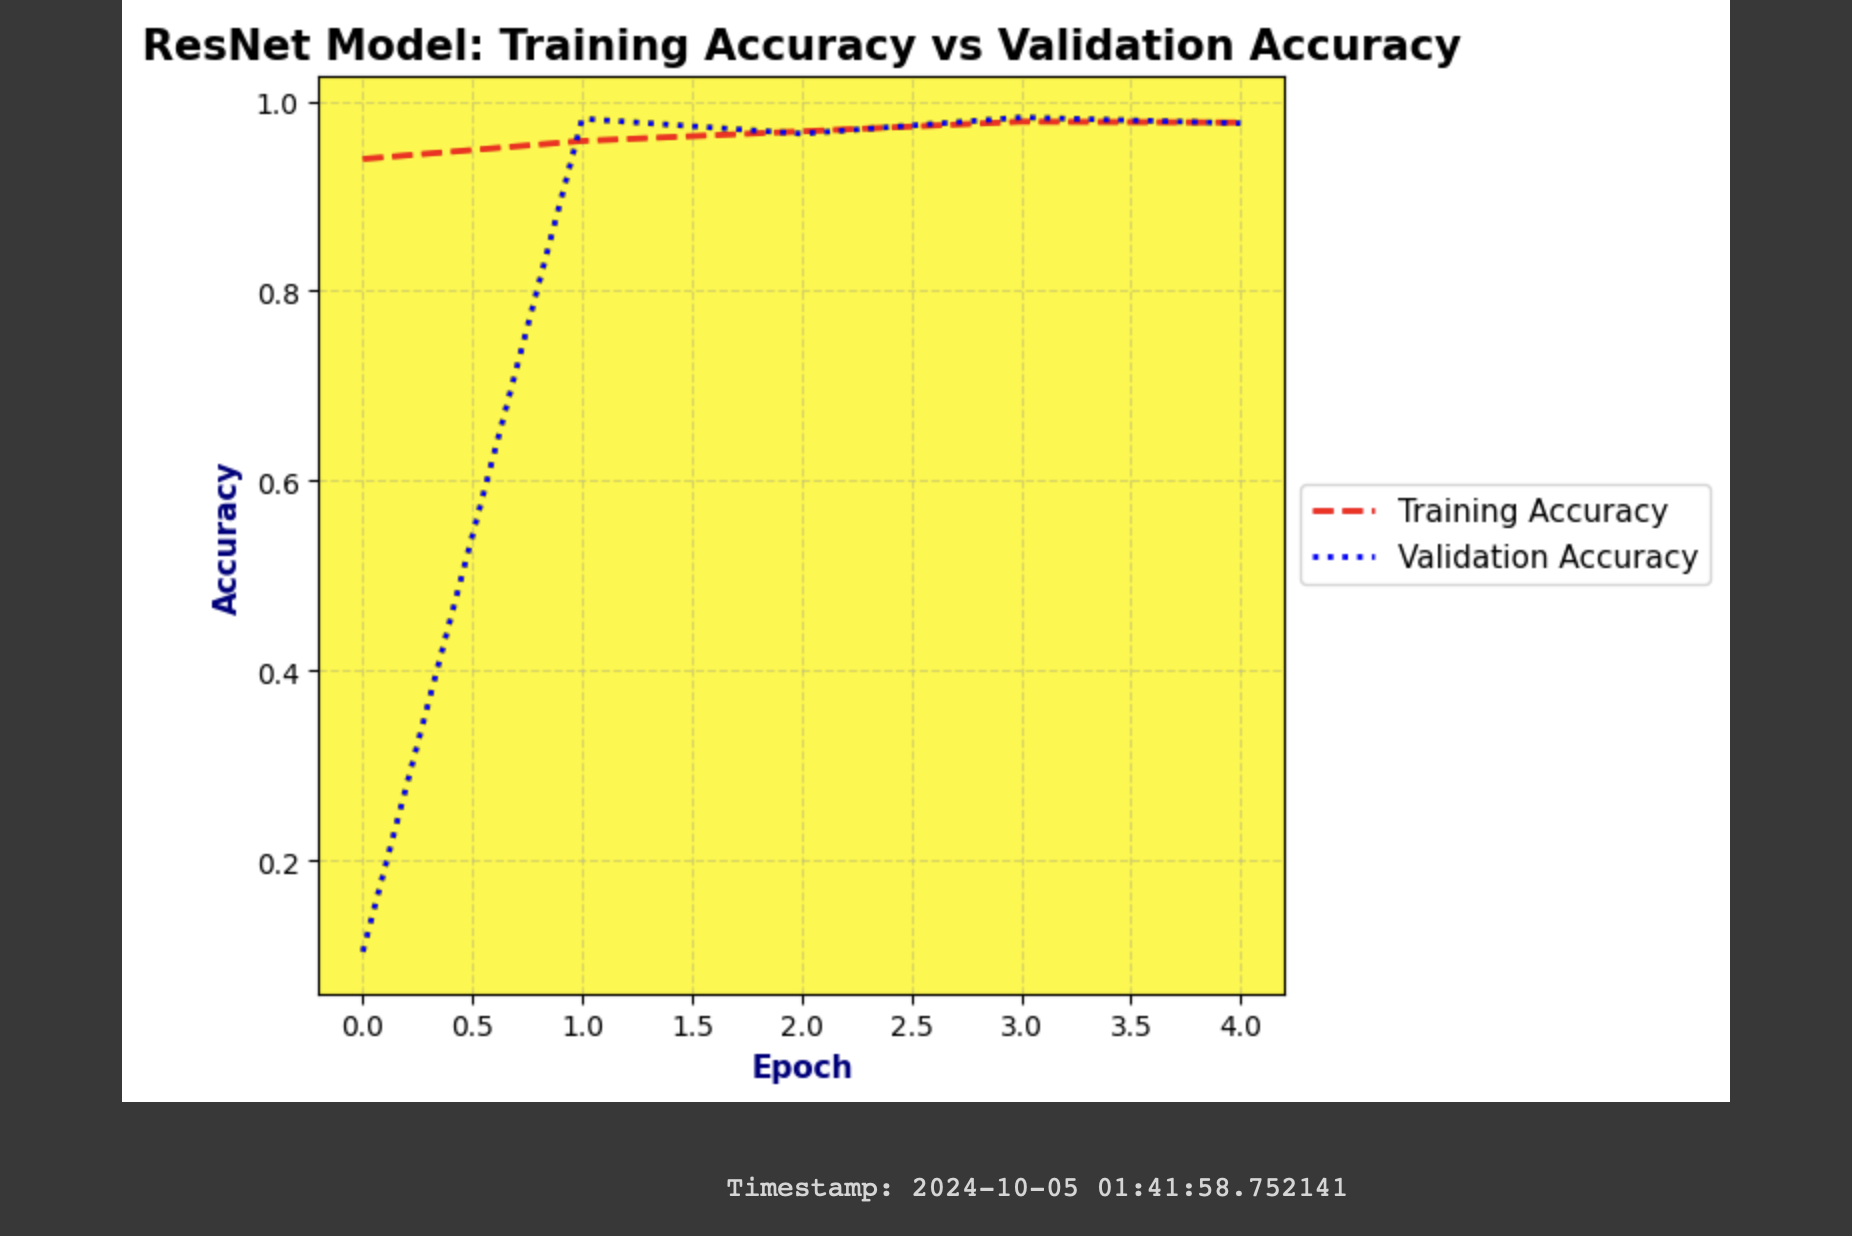 ResNet Model: Training Accuracy vs Validation Accuracy
1.0
0.8
0.6
0.4
0.2
Accuracy
0.0 0.5 1.0 1.5 2.0 2.5 3.0 3.5 4.0
Epoch
Training Accuracy
Validation Accuracy
Timestamp: 2024-10-05 01:41:58.752141